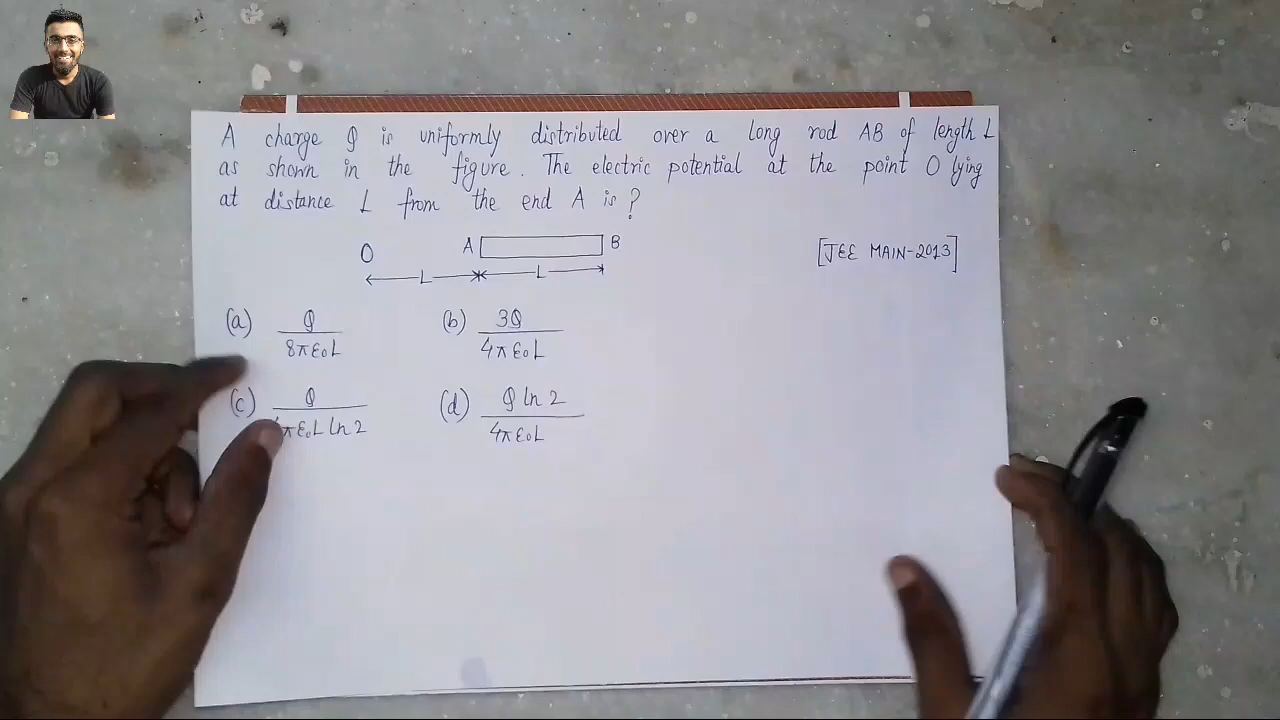 A charge Q is uniformly distributed over a long rod AB of length L
as shown in the figure. The electric potential at the point O lying
at distance L from the end A is ?
O A B
L L
[JEE MAIN-2013]
(a) Q / 8πε₀L (b) 3Q / 4πε₀L
(c) Q / πε₀L ln 2 (d) Q ln 2 / 4πε₀L